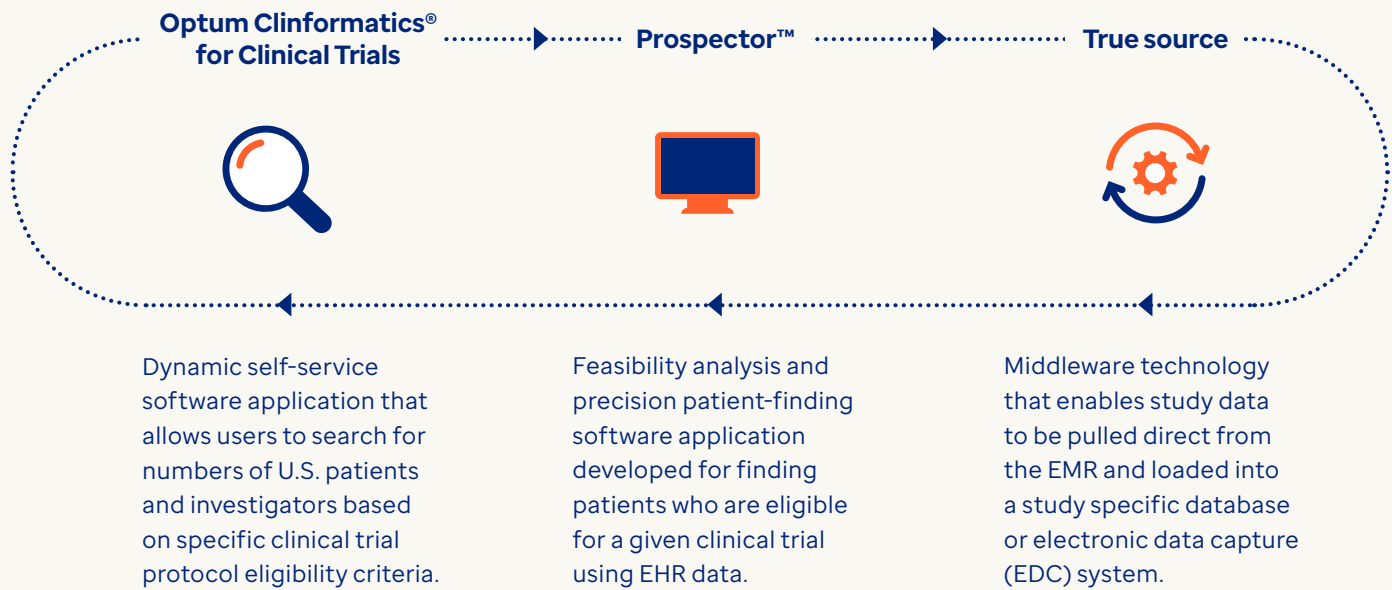 Optum Clinformatics®
for Clinical Trials
Prospector™
True source
Dynamic self-service
software application that
allows users to search for
numbers of U.S. patients
and investigators based
on specific clinical trial
protocol eligibility criteria.
Feasibility analysis and
precision patient-finding
software application
developed for finding
patients who are eligible
for a given clinical trial
using EHR data.
Middleware technology
that enables study data
to be pulled direct from
the EMR and loaded into
a study specific database
or electronic data capture
(EDC) system.